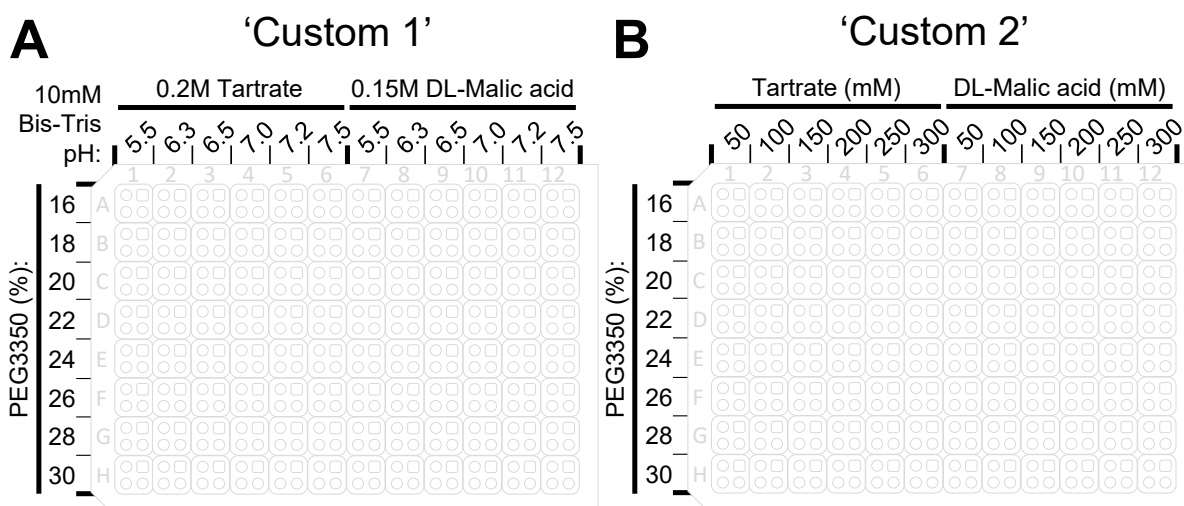 A
'Custom 1'
10mM
Bis-Tris
pH:
0.2M Tartrate
0.15M DL-Malic acid
5.5 6.3 6.5 7.0 7.2 7.5 5.5 6.3 6.5 7.0 7.2 7.5
1 2 3 4 5 6 7 8 9 10 11 12
PEG3350 (%):
16 A
18 B
20 C
22 D
24 E
26 F
28 G
30 H
B
'Custom 2'
Tartrate (mM)
DL-Malic acid (mM)
50 100 150 200 250 300 50 100 150 200 250 300
1 2 3 4 5 6 7 8 9 10 11 12
PEG3350 (%):
16 A
18 B
20 C
22 D
24 E
26 F
28 G
30 H